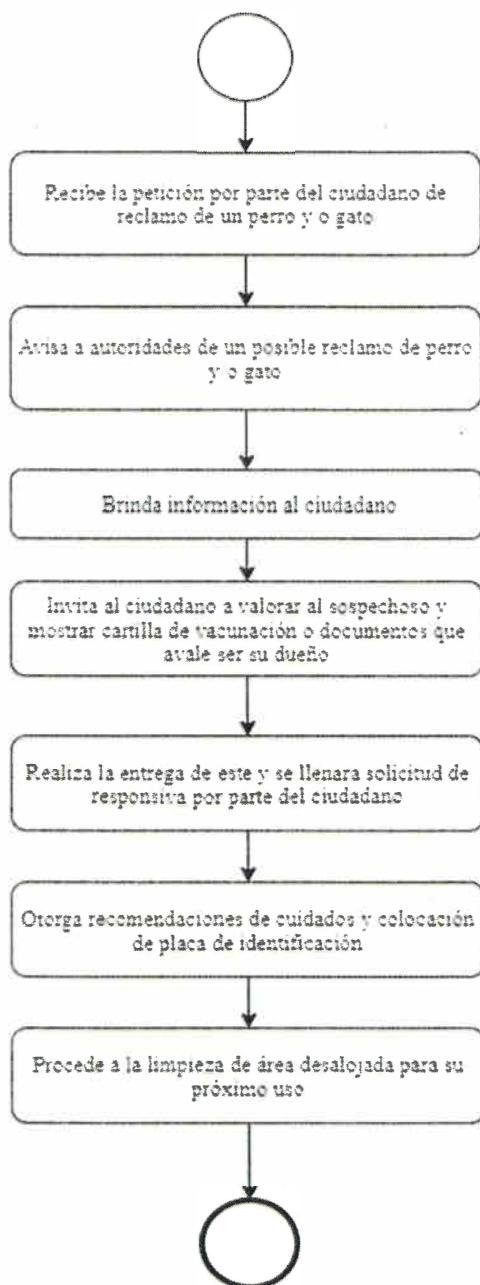 Recibe la petición por parte del ciudadano de
reclamo de un perro y o gato
Avisa a autoridades de un posible reclamo de perro
y o gato
Brinda información al ciudadano
Invita al ciudadano a valorar al sospechoso y
mostrar cartilla de vacunación o documentos que
avale ser su dueño
Realiza la entrega de este y se llenara solicitud de
responsiva por parte del ciudadano
Otorga recomendaciones de cuidados y colocación
de placa de identificación
Procede a la limpieza de área desalojada para su
próximo uso